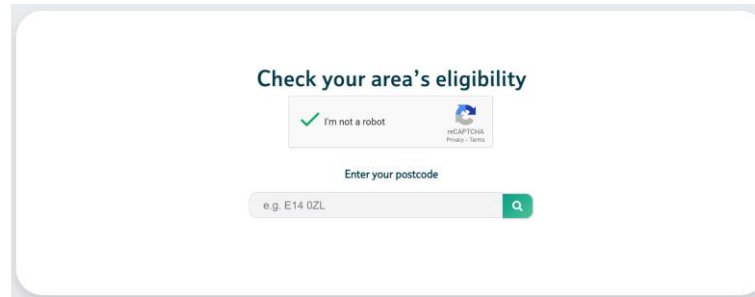 Check your area's eligibility
I'm not a robot
reCAPTCHA
Privacy - Terms
Enter your postcode
e.g. E14 0ZL